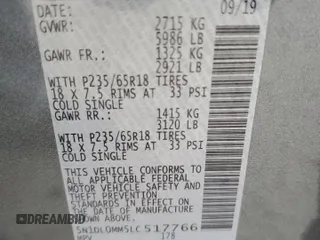 DATE: 09/19
GVWR: 2715 KG
5986 LB
GAWR FR.: 1325 KG
2921 LB
WITH P235/65R18 TIRES
18 x 7.5 RIMS AT 33 PSI
COLD SINGLE
GAWR RR.: 1415 KG
3120 LB
WITH P235/65R18 TIRES
18 x 7.5 RIMS AT 33 PSI
COLD SINGLE
THIS VEHICLE CONFORMS TO
ALL APPLICABLE FEDERAL
MOTOR VEHICLE SAFETY AND
THEFT PREVENTION STANDARDS
IN EFFECT ON THE DATE OF
MANUFACTURE SHOWN ABOVE.
5N1DL0MM5LC517766
MPV 178
DREAMBID